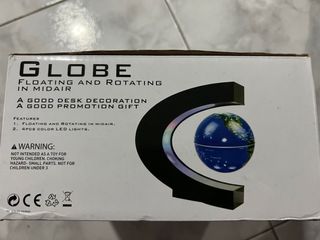 GLOBE
FLOATING AND ROTATING
IN MIDAIR
A GOOD DESK DECORATION
A GOOD PROMOTION GIFT
FEATURES
1. FLOATING AND ROTATING IN MIDAIR.
2. 4PCS COLOR LED LIGHTS.
WARNING:
NOT INTENDED AS A TOY FOR
YOUNG CHILDREN. CHOKING
HAZARD- SMALL PARTS. NOT FOR
CHILDREN UNDER 3
CE